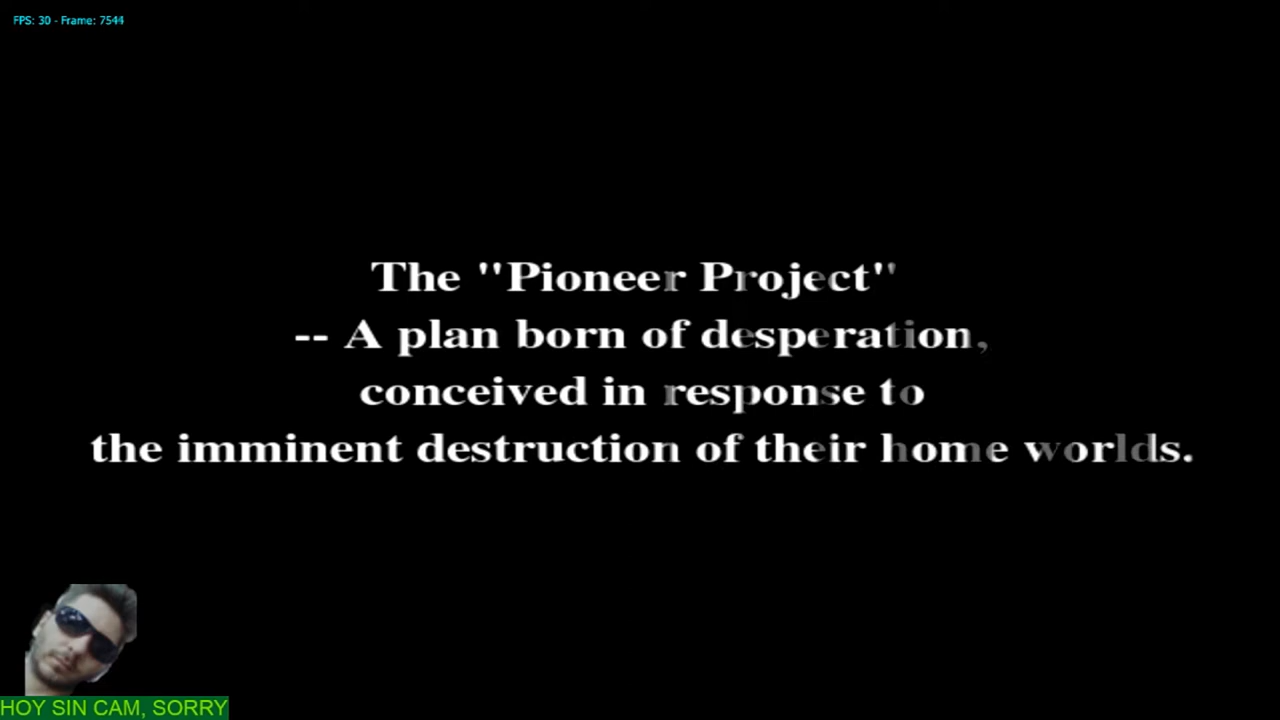 FPS: 30 - Frame: 7544
The "Pioneer Project"
-- A plan born of desperation,
conceived in response to
the imminent destruction of their home worlds.
HOY SIN CAM, SORRY